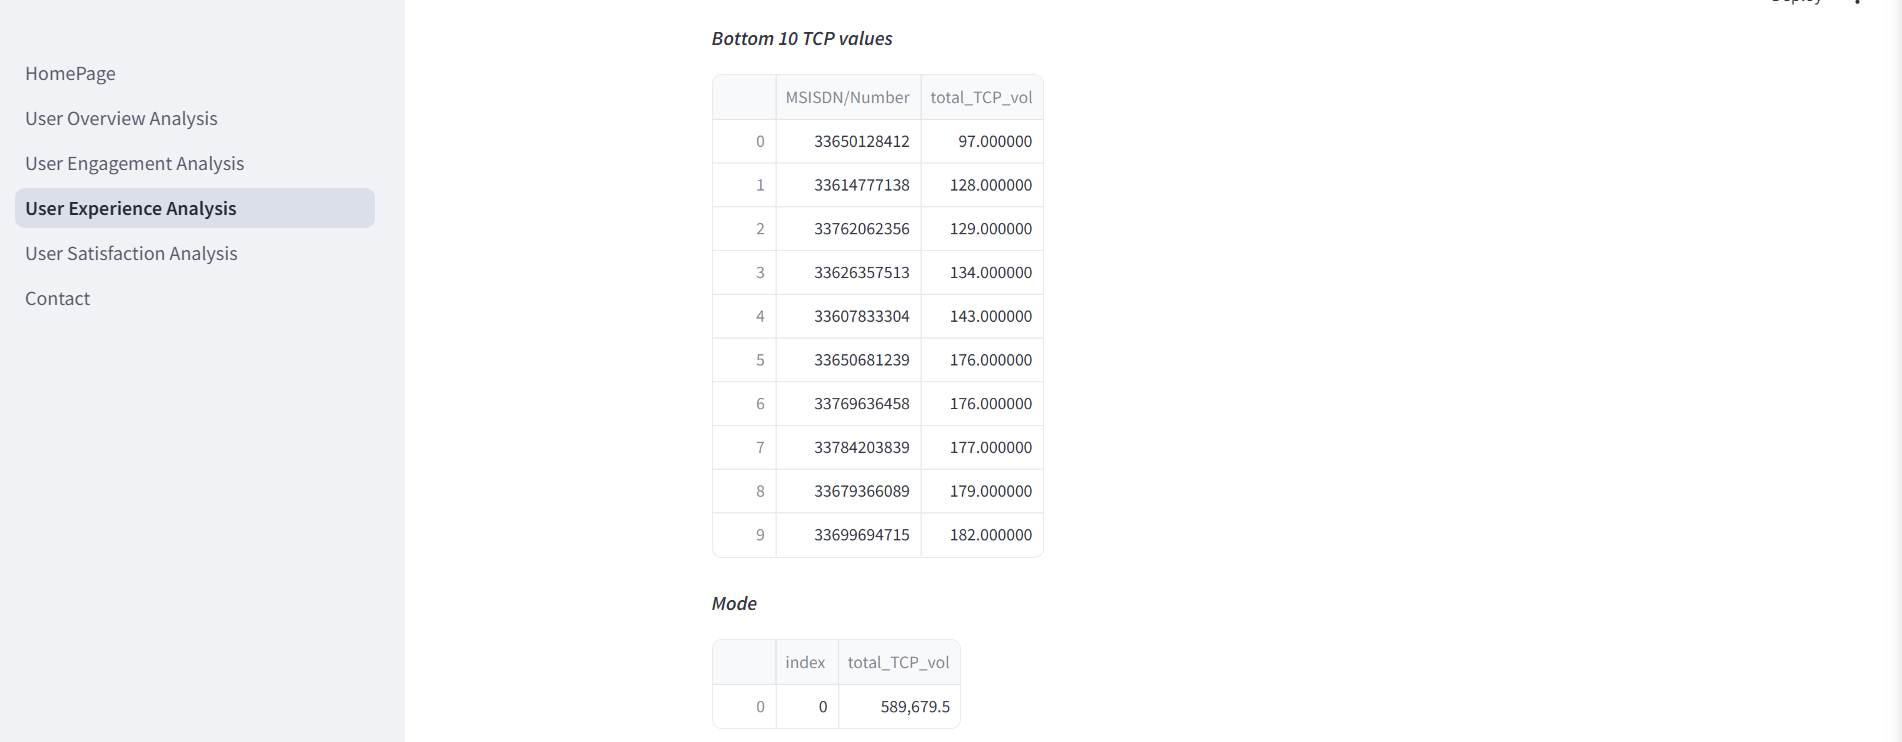 Deploy
HomePage
User Overview Analysis
User Engagement Analysis
User Experience Analysis
User Satisfaction Analysis
Contact
Bottom 10 TCP values
MSISDN/Number total_TCP_vol
0 33650128412 97.000000
1 33614777138 128.000000
2 33762062356 129.000000
3 33626357513 134.000000
4 33607833304 143.000000
5 33650681239 176.000000
6 33769636458 176.000000
7 33784203839 177.000000
8 33679366089 179.000000
9 33699694715 182.000000
Mode
index total_TCP_vol
0 0 589,679.5